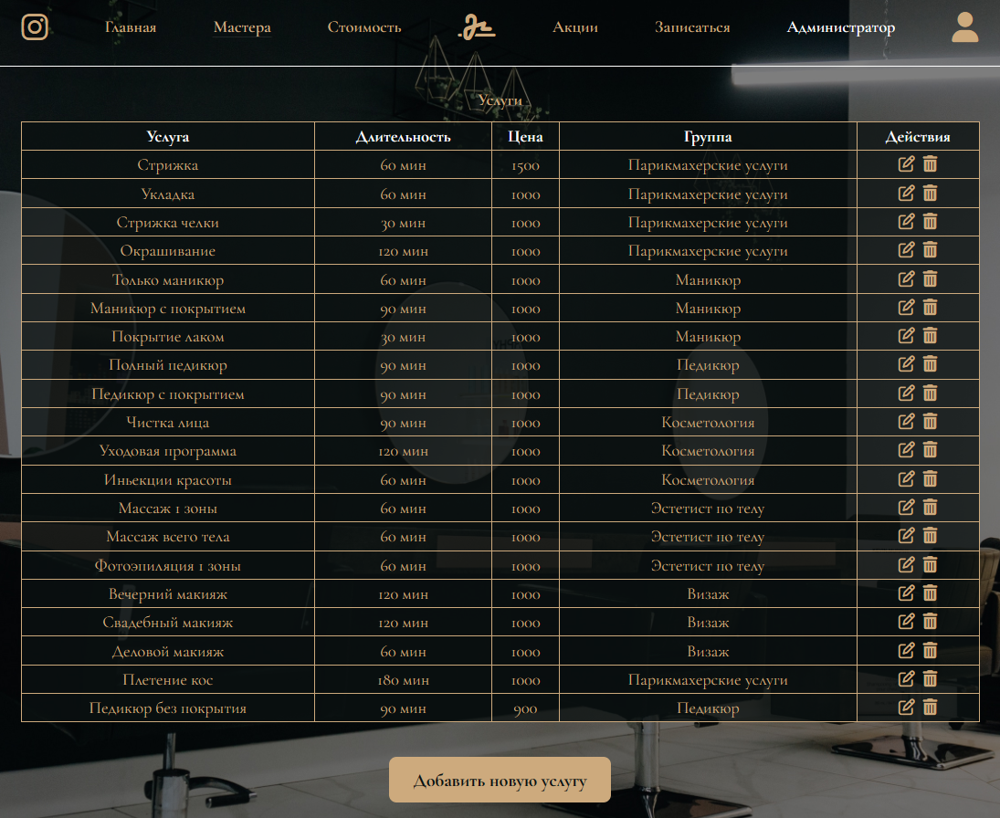 Главная Мастера Стоимость Акции Записаться Администратор
Услуги
Услуга Длительность Цена Группа Действия
Стрижка 60 мин 1500 Парикмахерские услуги
Укладка 60 мин 1000 Парикмахерские услуги
Стрижка челки 30 мин 1000 Парикмахерские услуги
Окрашивание 120 мин 1000 Парикмахерские услуги
Только маникюр 60 мин 1000 Маникюр
Маникюр с покрытием 90 мин 1000 Маникюр
Покрытие лаком 30 мин 1000 Маникюр
Полный педикюр 90 мин 1000 Педикюр
Педикюр с покрытием 90 мин 1000 Педикюр
Чистка лица 90 мин 1000 Косметология
Уходовая программа 120 мин 1000 Косметология
Иньекции красоты 60 мин 1000 Косметология
Массаж 1 зоны 60 мин 1000 Эстетист по телу
Массаж всего тела 60 мин 1000 Эстетист по телу
Фотоэпиляция 1 зоны 60 мин 1000 Эстетист по телу
Вечерний макияж 120 мин 1000 Визаж
Свадебный макияж 120 мин 1000 Визаж
Деловой макияж 60 мин 1000 Визаж
Плетение кос 180 мин 1000 Парикмахерские услуги
Педикюр без покрытия 90 мин 900 Педикюр
Добавить новую услугу